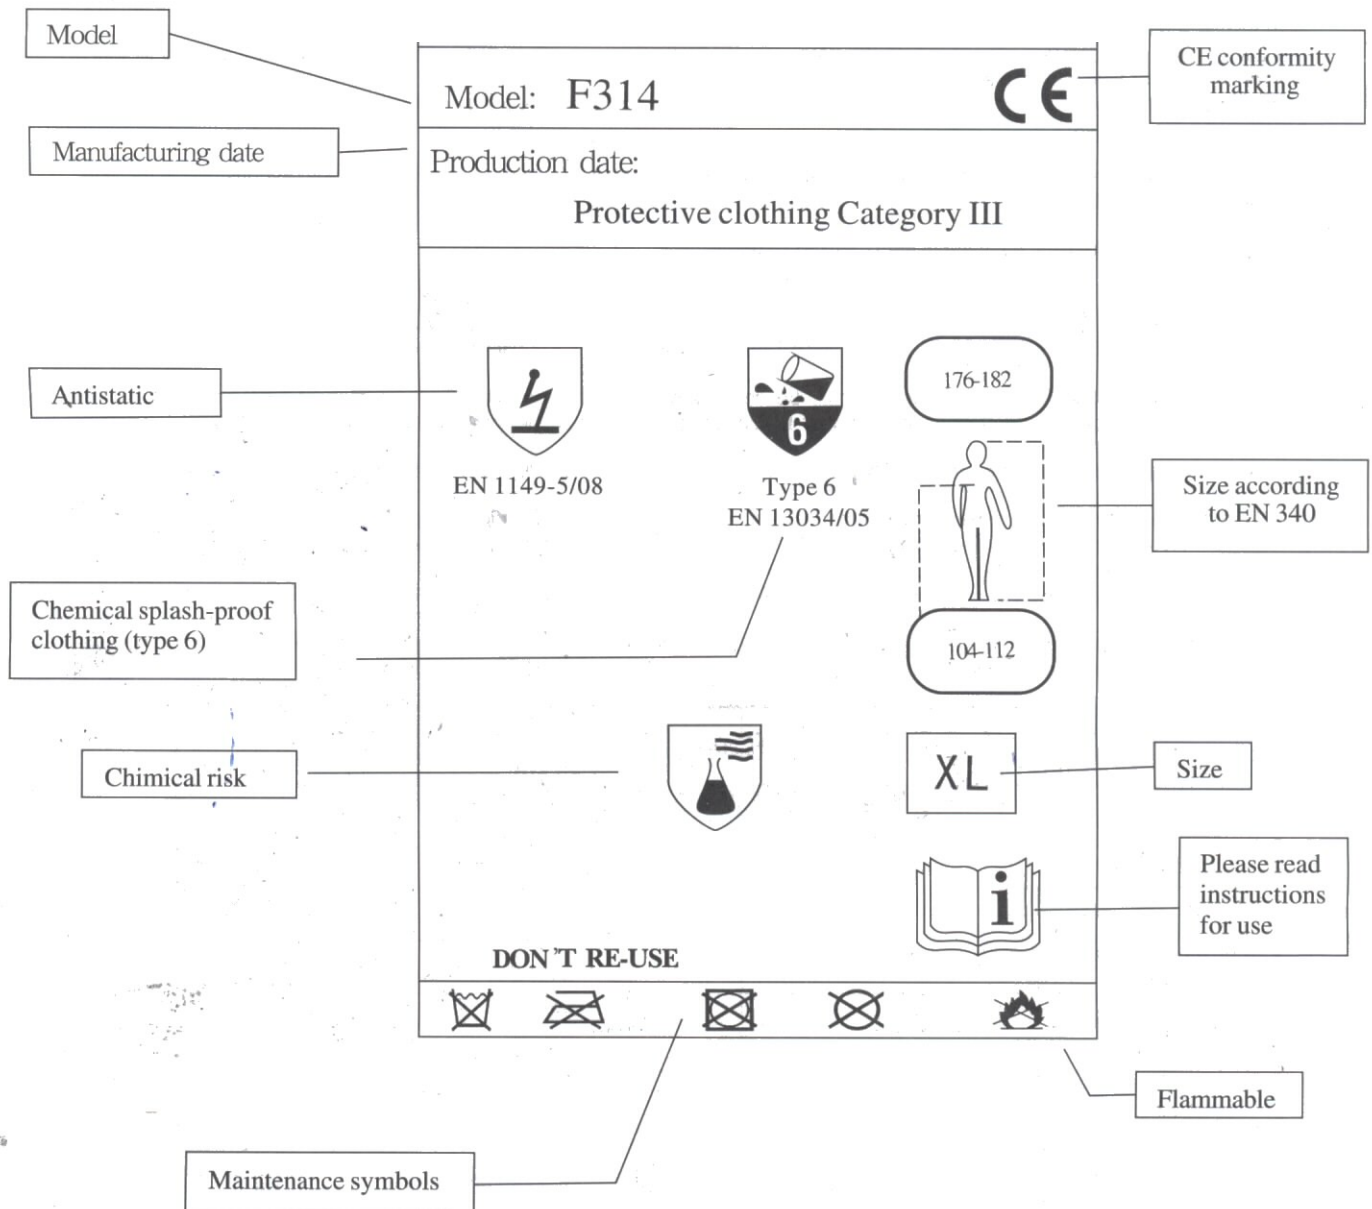 Model
Model: F314
CE
CE conformity
marking
Manufacturing date
Production date:
Protective clothing Category III
Antistatic
EN 1149-5/08
6
Type 6
EN 13034/05
176-182
Size according
to EN 340
104-112
Chemical splash-proof
clothing (type 6)
Chimical risk
XL
Size
i
Please read
instructions
for use
DON'T RE-USE
Flammable
Maintenance symbols